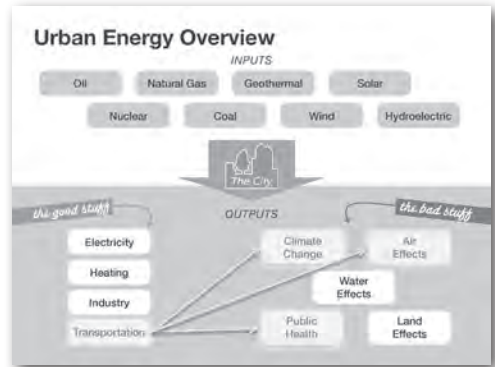 Urban Energy Overview
INPUTS
Oil
Natural Gas
Geothermal
Solar
Nuclear
Coal
Wind
Hydroelectric
The City
the good stuff
OUTPUTS
the bad stuff
Electricity
Heating
Industry
Transportation
Climate
Change
Air
Effects
Water
Effects
Public
Health
Land
Effects